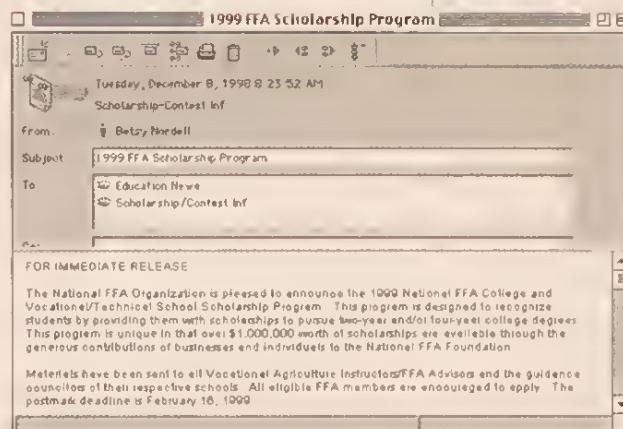 1999 FFA Scholarship Program
Tuesday, December 8, 1998 8 23 52 AM
Scholarship-Contest Inf
From. Betsy Nordell
Subject 1999 FFA Scholarship Program
To Education News
Scholarship/Contest Inf
FOR IMMEDIATE RELEASE
The National FFA Organization is pleased to announce the 1999 National FFA College and
Vocational/Technical School Scholarship Program This program is designed to recognize
students by providing them with scholarships to pursue two-year and/or four-year college degrees
This program is unique in that over $1,000,000 worth of scholarships are available through the
generous contributions of businesses and individuals to the National FFA Foundation
Materials have been sent to all Vocational Agriculture Instructors/FFA Advisors and the guidance
councilors of their respective schools All eligible FFA members are encouraged to apply The
postmark deadline is February 16, 1999